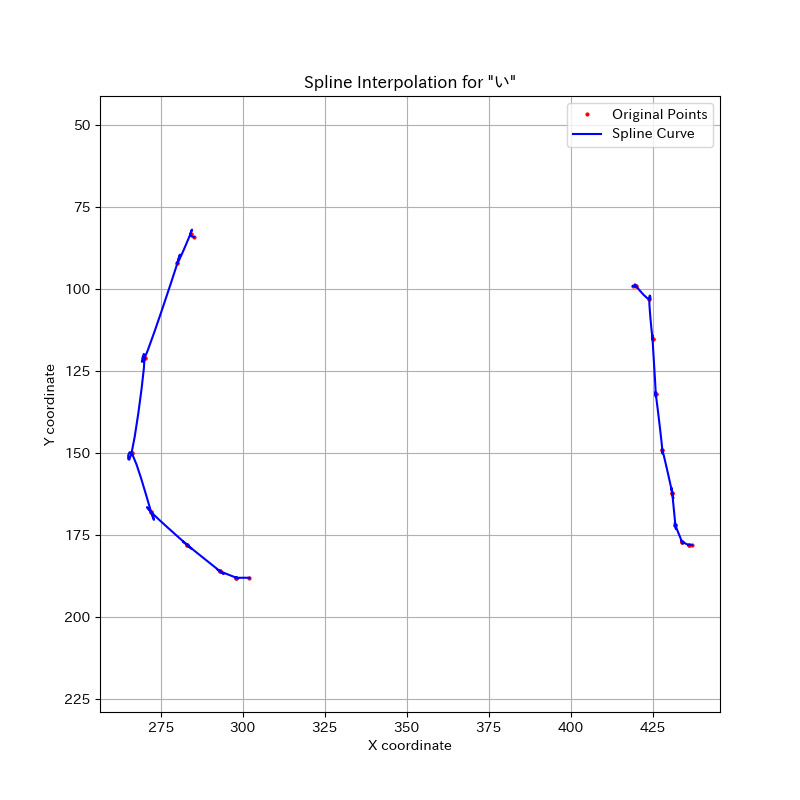 Spline Interpolation for "い"
Original Points
Spline Curve
Y coordinate
50
75
100
125
150
175
200
225
275 300 325 350 375 400 425
X coordinate